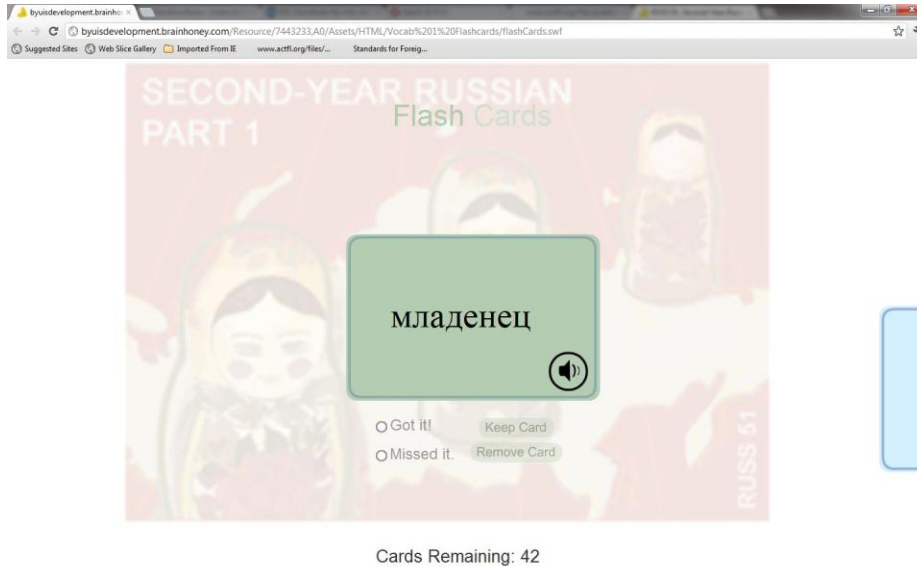 byuisdevelopment.brainho
byuisdevelopment.brainhoney.com/Resource/7443233,A0/Assets/HTML/Vocab%201%20Flashcards/flashCards.swf
Suggested Sites Web Slice Gallery Imported From IE www.actfl.org/files/... Standards for Foreig...
SECOND-YEAR RUSSIAN
PART 1
Flash Cards
младенец
Got it! Keep Card
Missed it. Remove Card
RUSS 51
Cards Remaining: 42